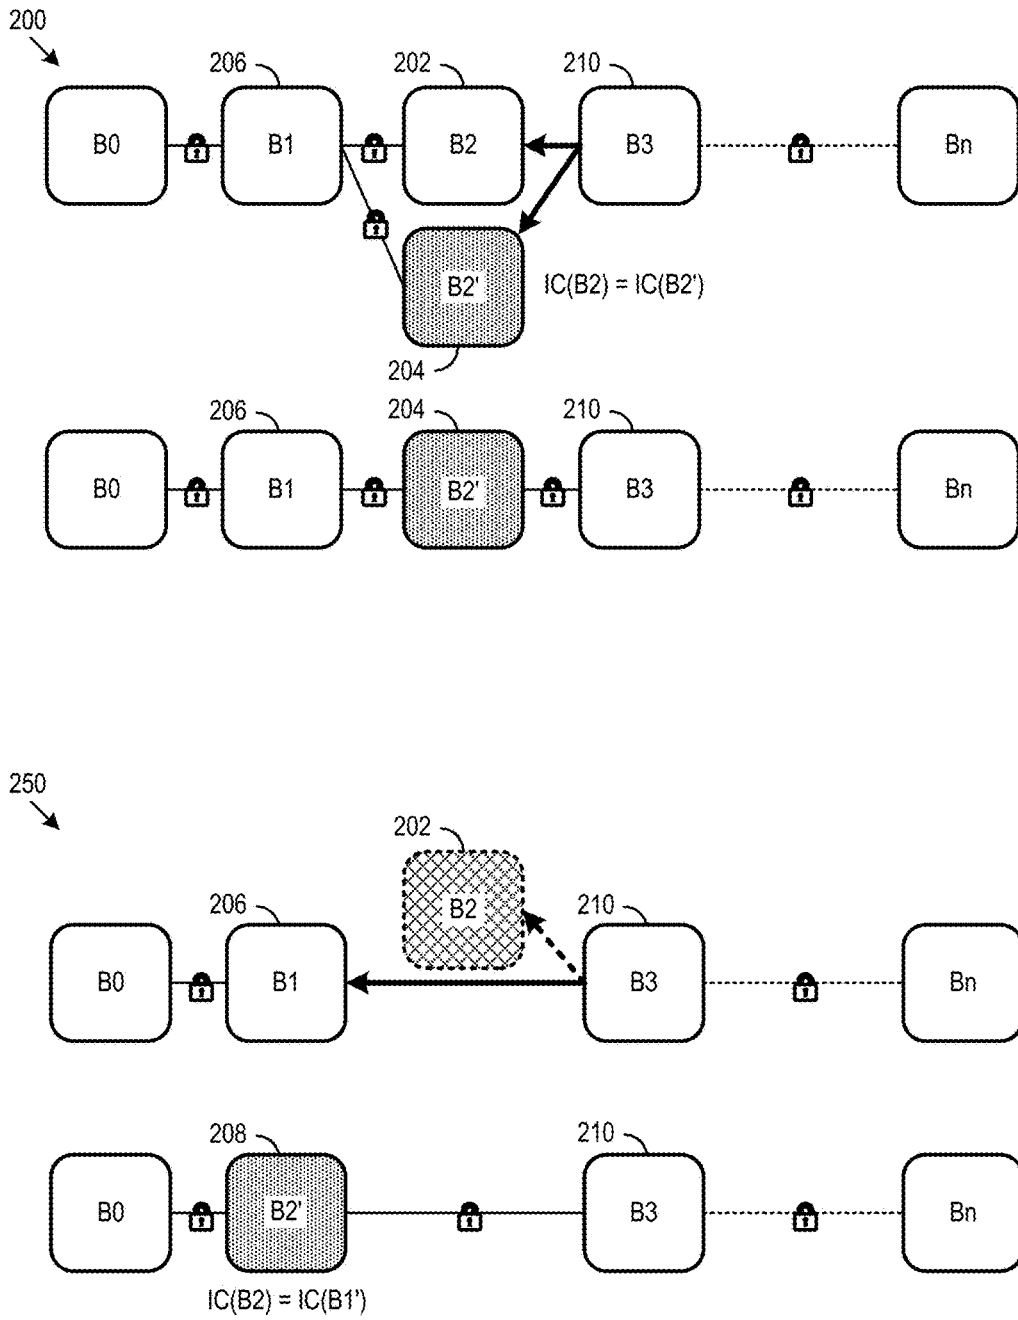 200
206 202 210
B0 B1 B2 B3 Bn
B2' IC(B2) = IC(B2')
204
206 204 210
B0 B1 B2' B3 Bn
250
202
B2
206 210
B0 B1 B3 Bn
208 210
B0 B2' B3 Bn
IC(B2) = IC(B1')